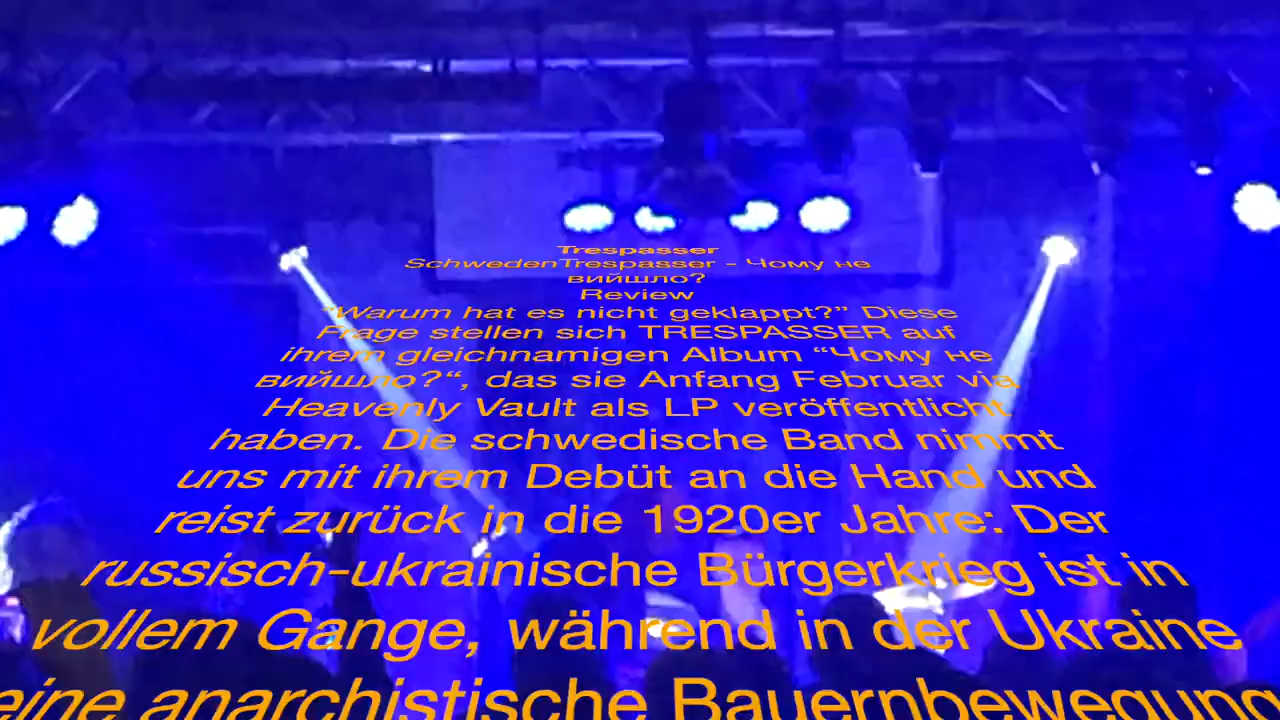 Trespasser
SchwedenTrespasser - Чому не
вийшло?
Review
“Warum hat es nicht geklappt?” Diese
Frage stellen sich TRESPASSER auf
ihrem gleichnamigen Album “Чому не
вийшло?“, das sie Anfang Februar via
Heavenly Vault als LP veröffentlicht
haben. Die schwedische Band nimmt
uns mit ihrem Debüt an die Hand und
reist zurück in die 1920er Jahre: Der
russisch-ukrainische Bürgerkrieg ist in
vollem Gange, während in der Ukraine
eine anarchistische Bauernbewegung